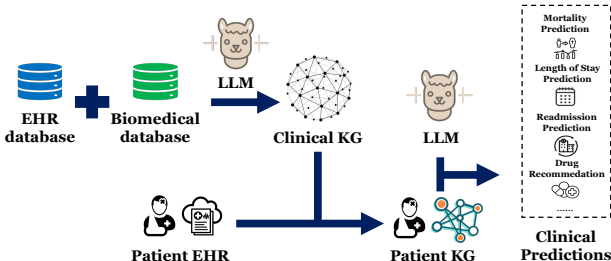 EHR
database
Biomedical
database
LLM
Clinical KG
LLM
Patient EHR
Patient KG
Mortality
Prediction
Length of Stay
Prediction
Readmission
Prediction
Drug
Recommedation
......
Clinical
Predictions